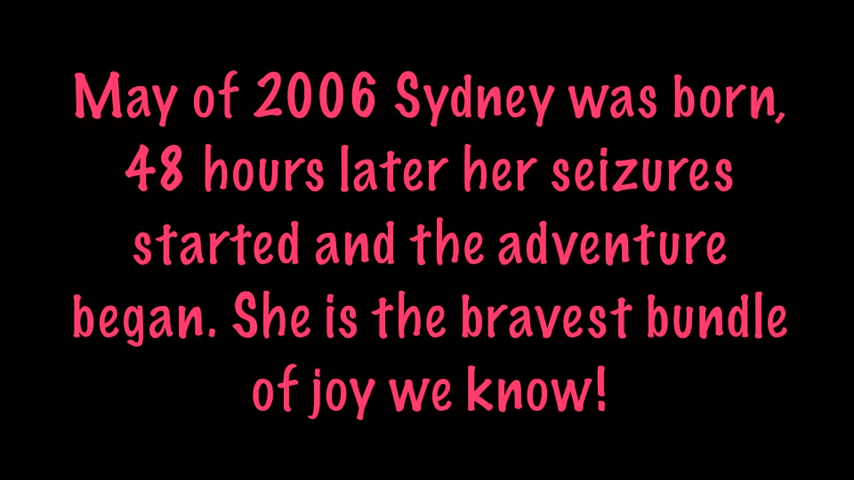 May of 2006 Sydney was born,
48 hours later her seizures
started and the adventure
began. She is the bravest bundle
of joy we know!